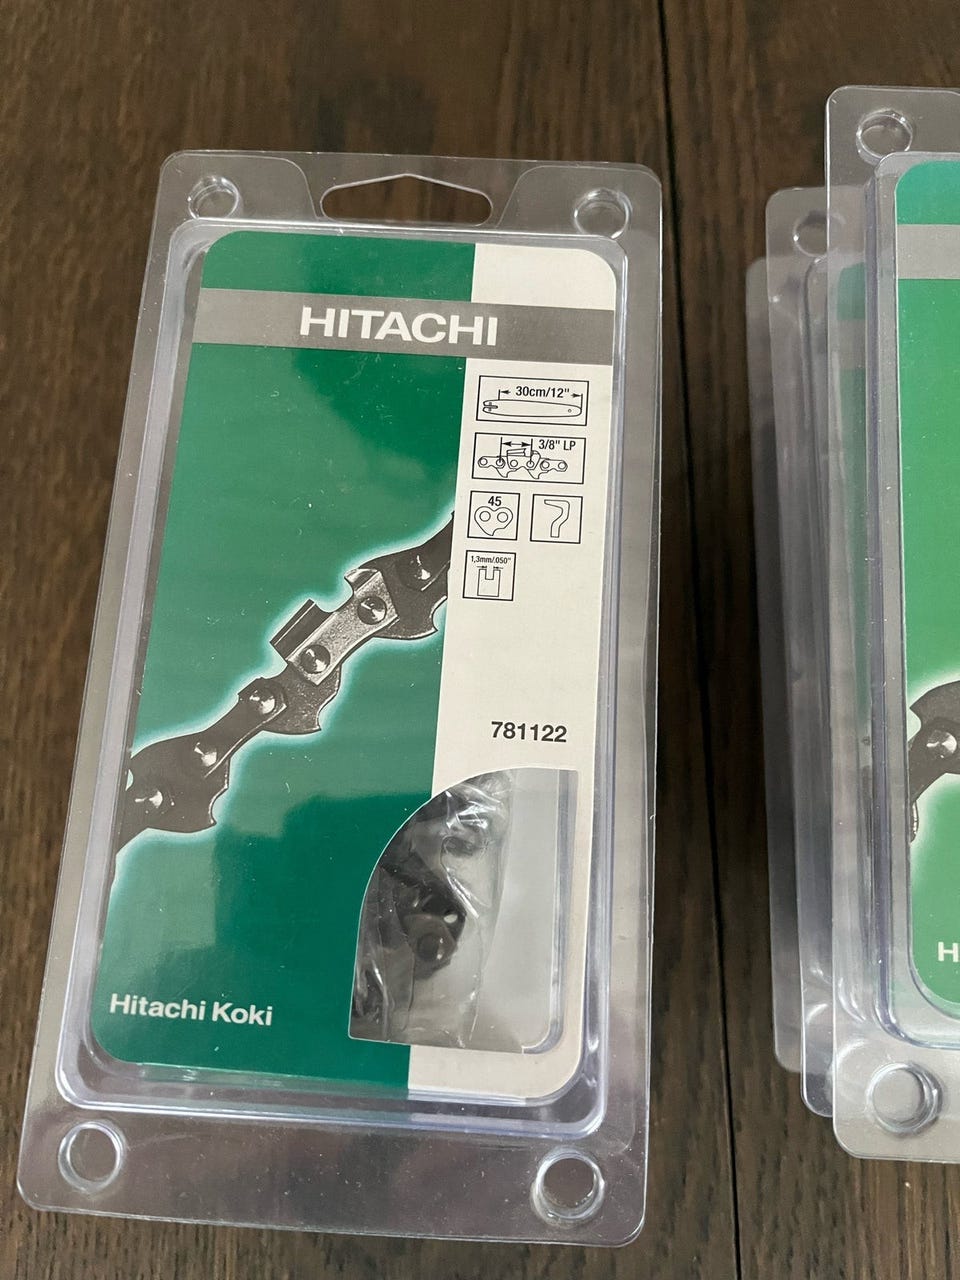 HITACHI
30cm/12"
3/8" LP
45
1,3mm/.050"
781122
Hitachi Koki
H